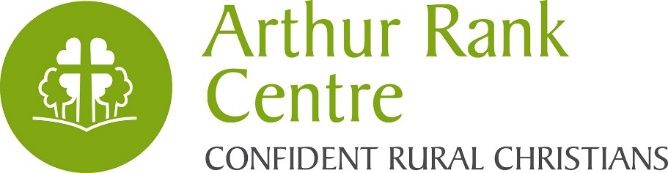 Arthur Rank
Centre
CONFIDENT RURAL CHRISTIANS